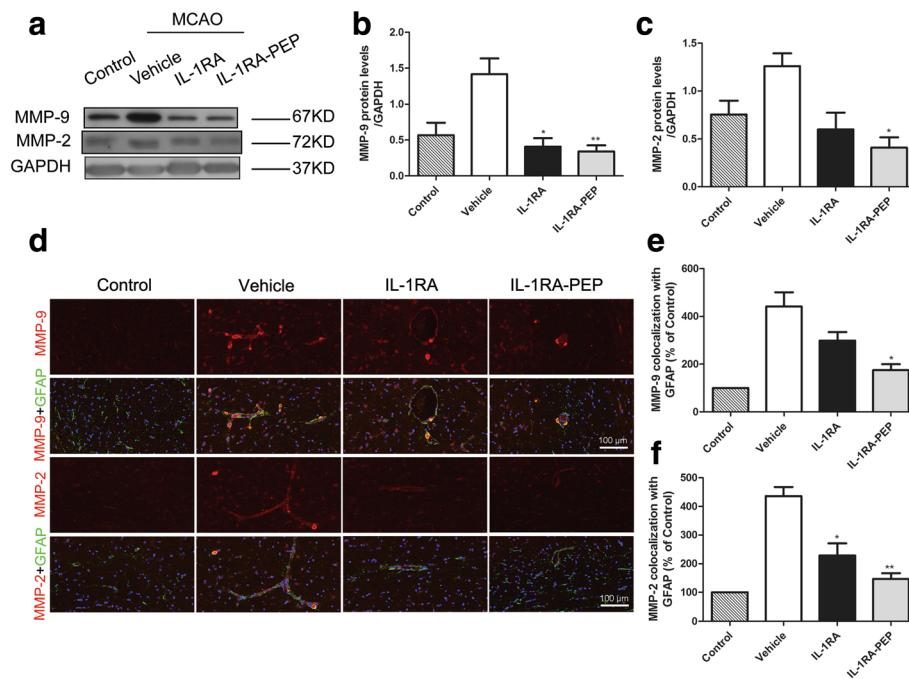 a
MCAO
Control Vehicle IL-1RA IL-1RA-PEP
MMP-9 67KD
MMP-2 72KD
GAPDH 37KD
b
MMP-9 protein levels
/GAPDH
2.0
1.5
1.0
0.5
0.0
*
**
Control Vehicle IL-1RA IL-1RA-PEP
c
MMP-2 protein levels
/GAPDH
1.5
1.0
0.5
0.0
*
Control Vehicle IL-1RA IL-1RA-PEP
d
Control Vehicle IL-1RA IL-1RA-PEP
MMP-9
MMP-9+GFAP
100 μm
MMP-2
MMP-2+GFAP
100 μm
e
MMP-9 colocalization with
GFAP (% of Control)
600
400
200
0
*
Control Vehicle IL-1RA IL-1RA-PEP
f
MMP-2 colocalization with
GFAP (% of Control)
500
400
300
200
100
0
*
**
Control Vehicle IL-1RA IL-1RA-PEP